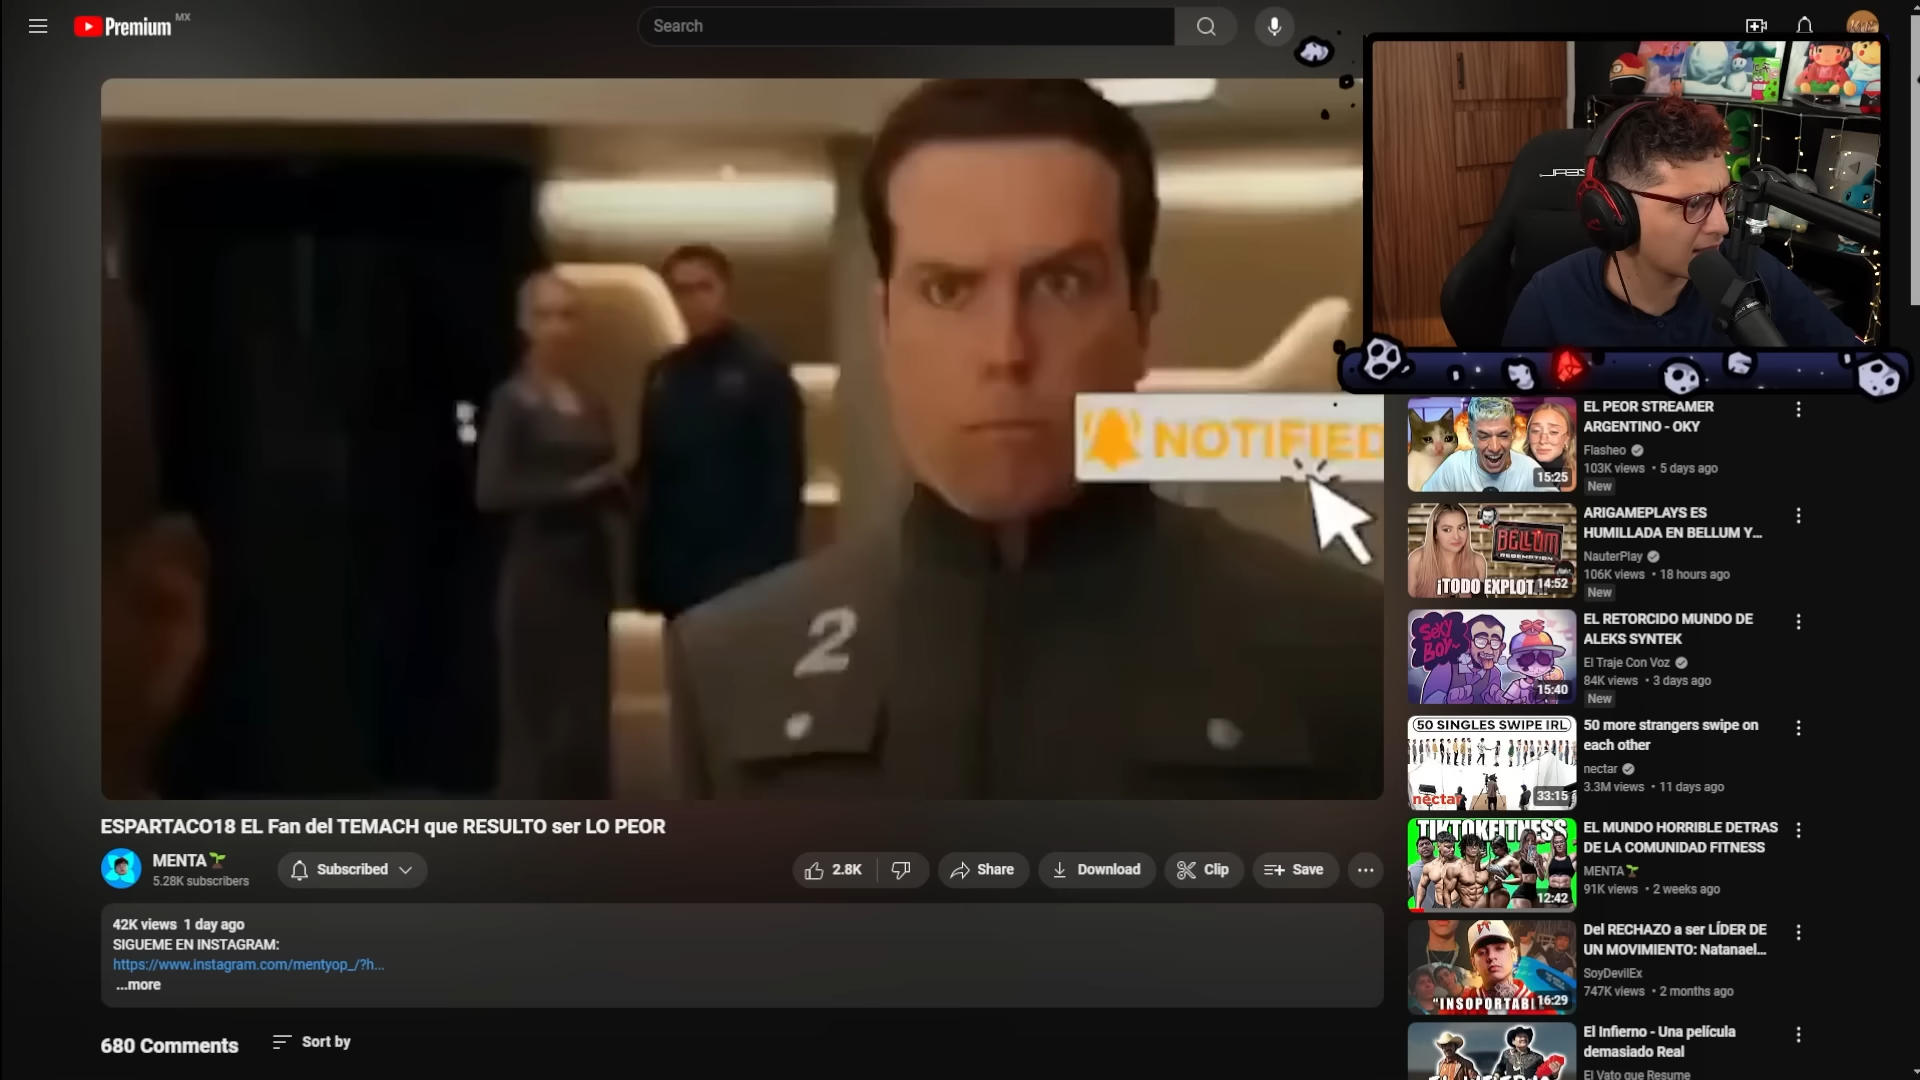 Premium MX
Search
NOTIFIED
2
ESPARTACO18 EL Fan del TEMACH que RESULTO ser LO PEOR
MENTA
5.28K subscribers
Subscribed
2.8K
Share
Download
Clip
Save
42K views 1 day ago
SIGUEME EN INSTAGRAM:
https://www.instagram.com/mentyop_/?h...
...more
680 Comments
Sort by
15:25
EL PEOR STREAMER
ARGENTINO - OKY
Flasheo
103K views • 5 days ago
New
BELLUM
REDEMPTION
¡TODO EXPLOT
14:52
ARIGAMEPLAYS ES
HUMILLADA EN BELLUM Y...
NauterPlay
106K views • 18 hours ago
New
SEXY
BOY
15:40
EL RETORCIDO MUNDO DE
ALEKS SYNTEK
El Traje Con Voz
84K views • 3 days ago
New
50 SINGLES SWIPE IRL
nectar
33:15
50 more strangers swipe on
each other
nectar
3.3M views • 11 days ago
TIKTOKFITNESS
12:42
EL MUNDO HORRIBLE DETRAS
DE LA COMUNIDAD FITNESS
MENTA
91K views • 2 weeks ago
"INSOPORTABL
16:29
Del RECHAZO a ser LÍDER DE
UN MOVIMIENTO: Natanael...
SoyDevilEx
747K views • 2 months ago
El Infierno - Una película
demasiado Real
El Vato que Resume